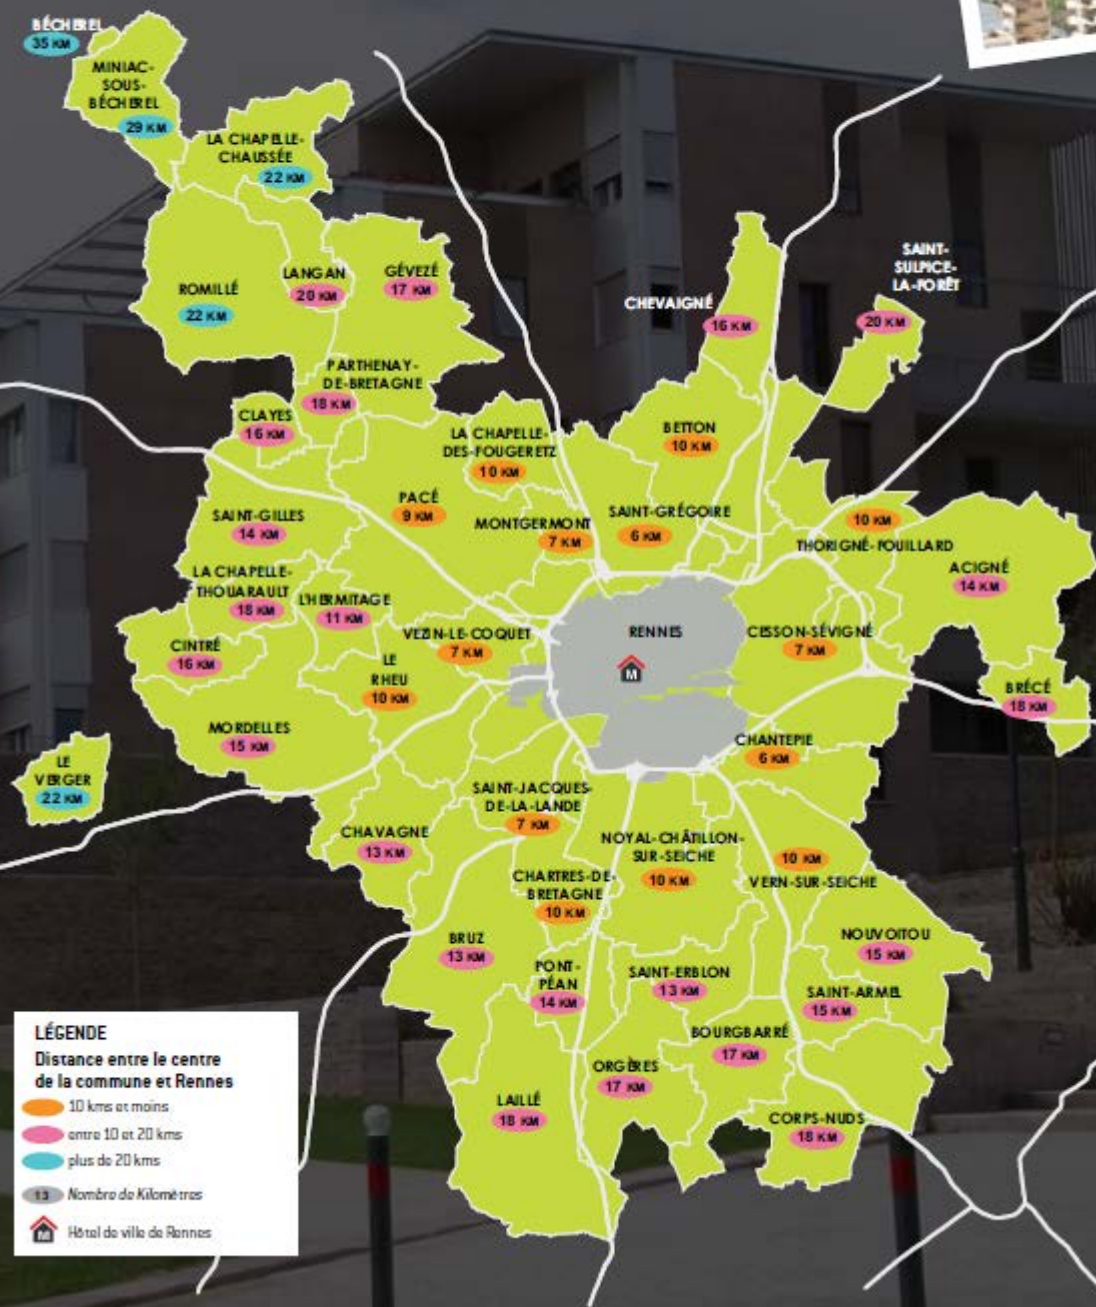 BÉCHEREL
35 KM
MINIAC-
SOUS-
BÉCHEREL
29 KM
LA CHAPELLE-
CHAUSSÉE
22 KM
ROMILLÉ
22 KM
LANGAN
20 KM
GÉVEZÉ
17 KM
CHEVAIGNÉ
16 KM
SAINT-
SULPICE-
LA-FORÊT
20 KM
PARTHENAY-
DE-BRETAGNE
18 KM
CLAYES
16 KM
LA CHAPELLE-
DES-FOUGERETZ
10 KM
BETTON
10 KM
PACÉ
9 KM
SAINT-GILLES
14 KM
MONTGERMONT
7 KM
SAINT-GRÉGOIRE
6 KM
10 KM
THORIGNÉ-FOUILLARD
ACIGNÉ
14 KM
LA CHAPELLE-
THOUARAULT
18 KM
L'HERMITAGE
11 KM
VEZIN-LE-COQUET
7 KM
RENNES
M
CESSON-SÉVIGNÉ
7 KM
CINTRÉ
16 KM
LE
RHEU
10 KM
BRÉCÉ
18 KM
MORDELLES
15 KM
CHANTEPIE
6 KM
LE
VERGER
22 KM
SAINT-JACQUES-
DE-LA-LANDE
7 KM
CHAVAGNE
13 KM
NOYAL-CHÂTILLON-
SUR-SEICHE
10 KM
10 KM
VERN-SUR-SEICHE
CHARTRES-DE-
BRETAGNE
10 KM
BRUZ
13 KM
NOUVOITOU
15 KM
PONT-
PÉAN
14 KM
SAINT-ERBLON
13 KM
SAINT-ARMEL
15 KM
BOURGBARRÉ
17 KM
ORGÈRES
17 KM
LAILLÉ
18 KM
CORPS-NUDS
18 KM
LÉGENDE
Distance entre le centre
de la commune et Rennes
10 kms et moins
entre 10 et 20 kms
plus de 20 kms
13 Nombre de Kilomètres
M Hôtel de ville de Rennes